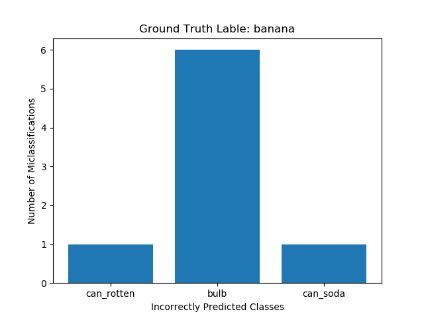 Ground Truth Lable: banana
Number of Miclassifications
6
5
4
3
2
1
0
can_rotten bulb can_soda
Incorrectly Predicted Classes